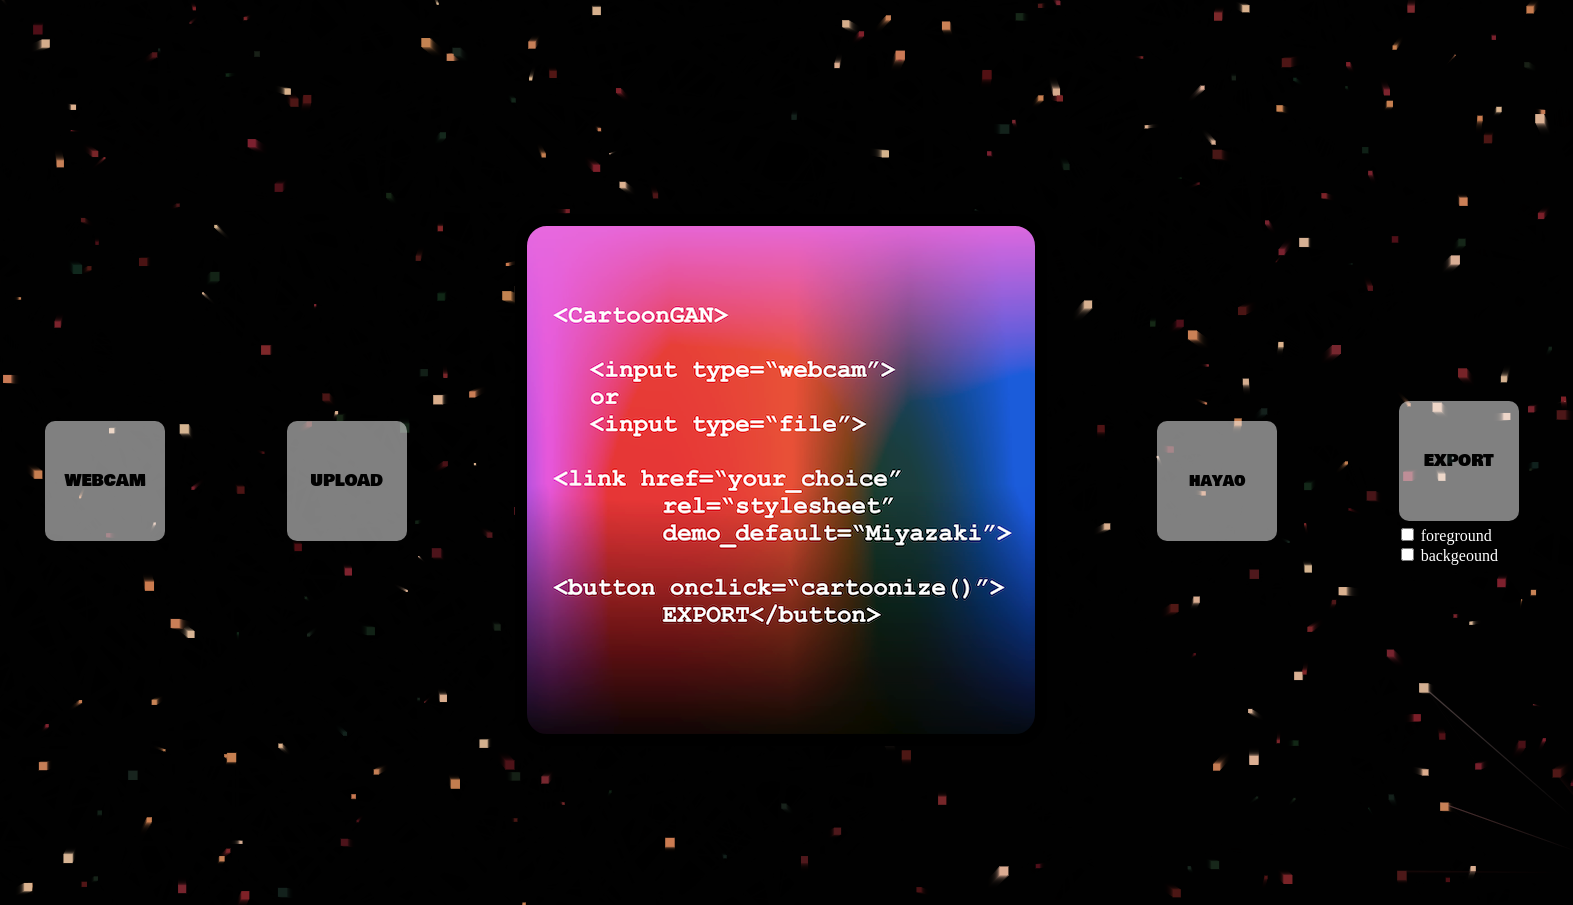 WEBCAM
UPLOAD
<CartoonGAN>
<input type=“webcam”>
or
<input type=“file”>
<link href=“your_choice”
rel=“stylesheet”
demo_default=“Miyazaki”>
<button onclick=“cartoonize()”>
EXPORT</button>
HAYAO
EXPORT
foreground
backgeound